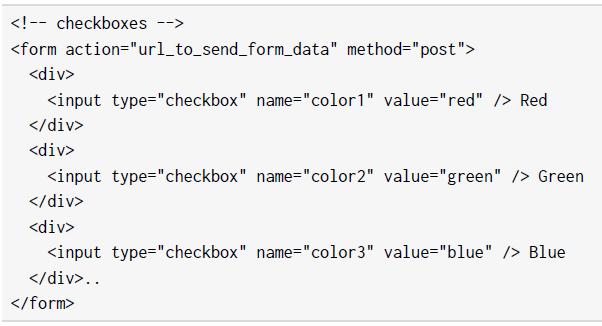 <!-- checkboxes -->
<form action="url_to_send_form_data" method="post">
  <div>
    <input type="checkbox" name="color1" value="red" /> Red
  </div>
  <div>
    <input type="checkbox" name="color2" value="green" /> Green
  </div>
  <div>
    <input type="checkbox" name="color3" value="blue" /> Blue
  </div>..
</form>